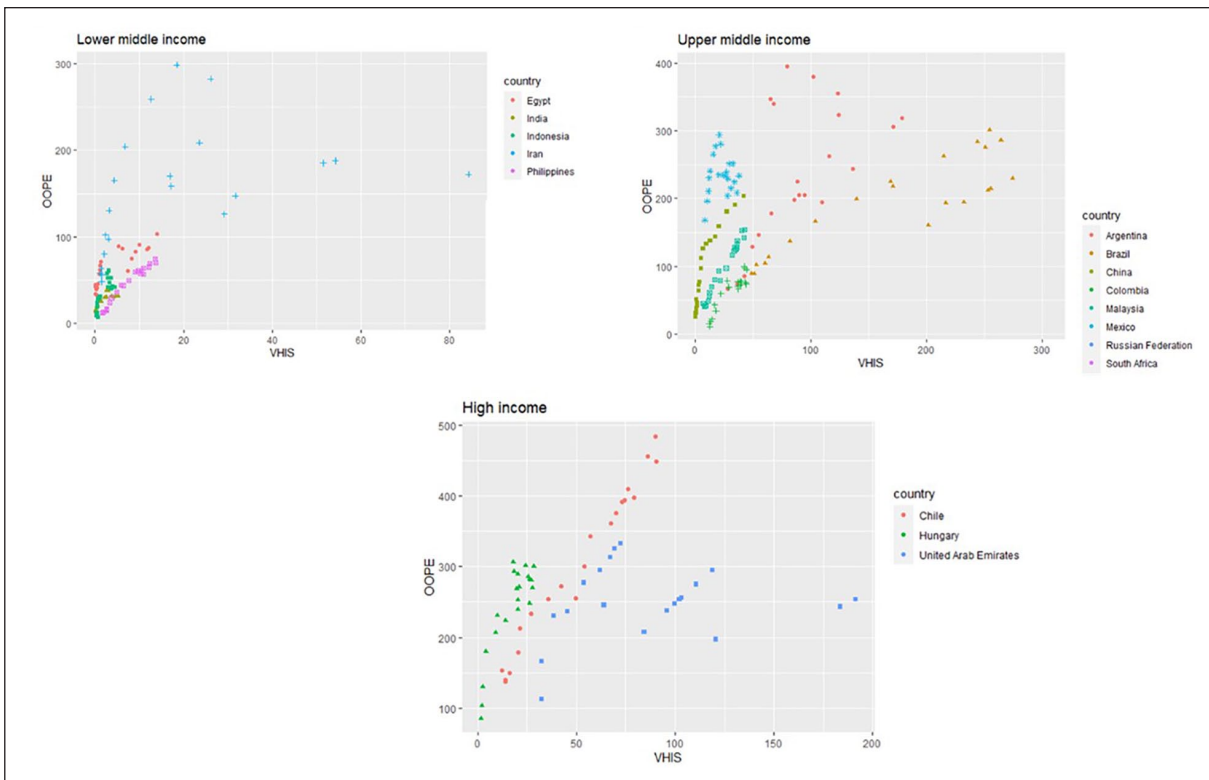 Lower middle income
300
200
100
0
OOPE
0
20
40
60
80
VHIS
country
Egypt
India
Indonesia
Iran
Philippines
Upper middle income
400
300
200
100
0
OOPE
0
100
200
300
VHIS
country
Argentina
Brazil
China
Colombia
Malaysia
Mexico
Russian Federation
South Africa
High income
500
400
300
200
100
OOPE
0
50
100
150
200
VHIS
country
Chile
Hungary
United Arab Emirates